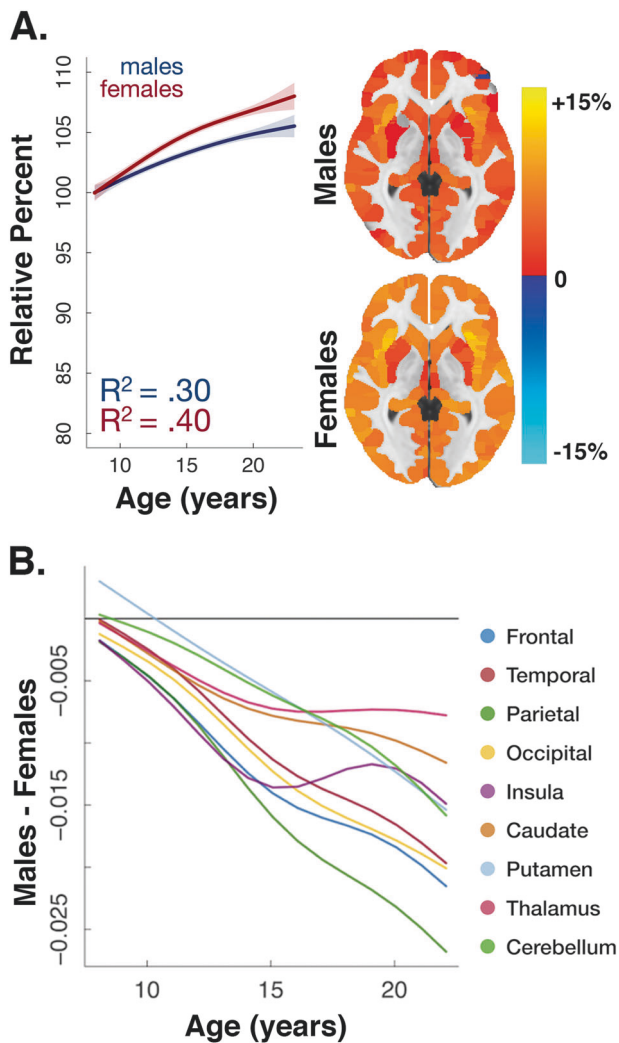 A.
males
females
Relative Percent
110
105
100
95
90
85
80
R² = .30
R² = .40
10
15
20
Age (years)
Males
Females
+15%
0
-15%
B.
Males - Females
-0.005
-0.015
-0.025
10
15
20
Age (years)
Frontal
Temporal
Parietal
Occipital
Insula
Caudate
Putamen
Thalamus
Cerebellum